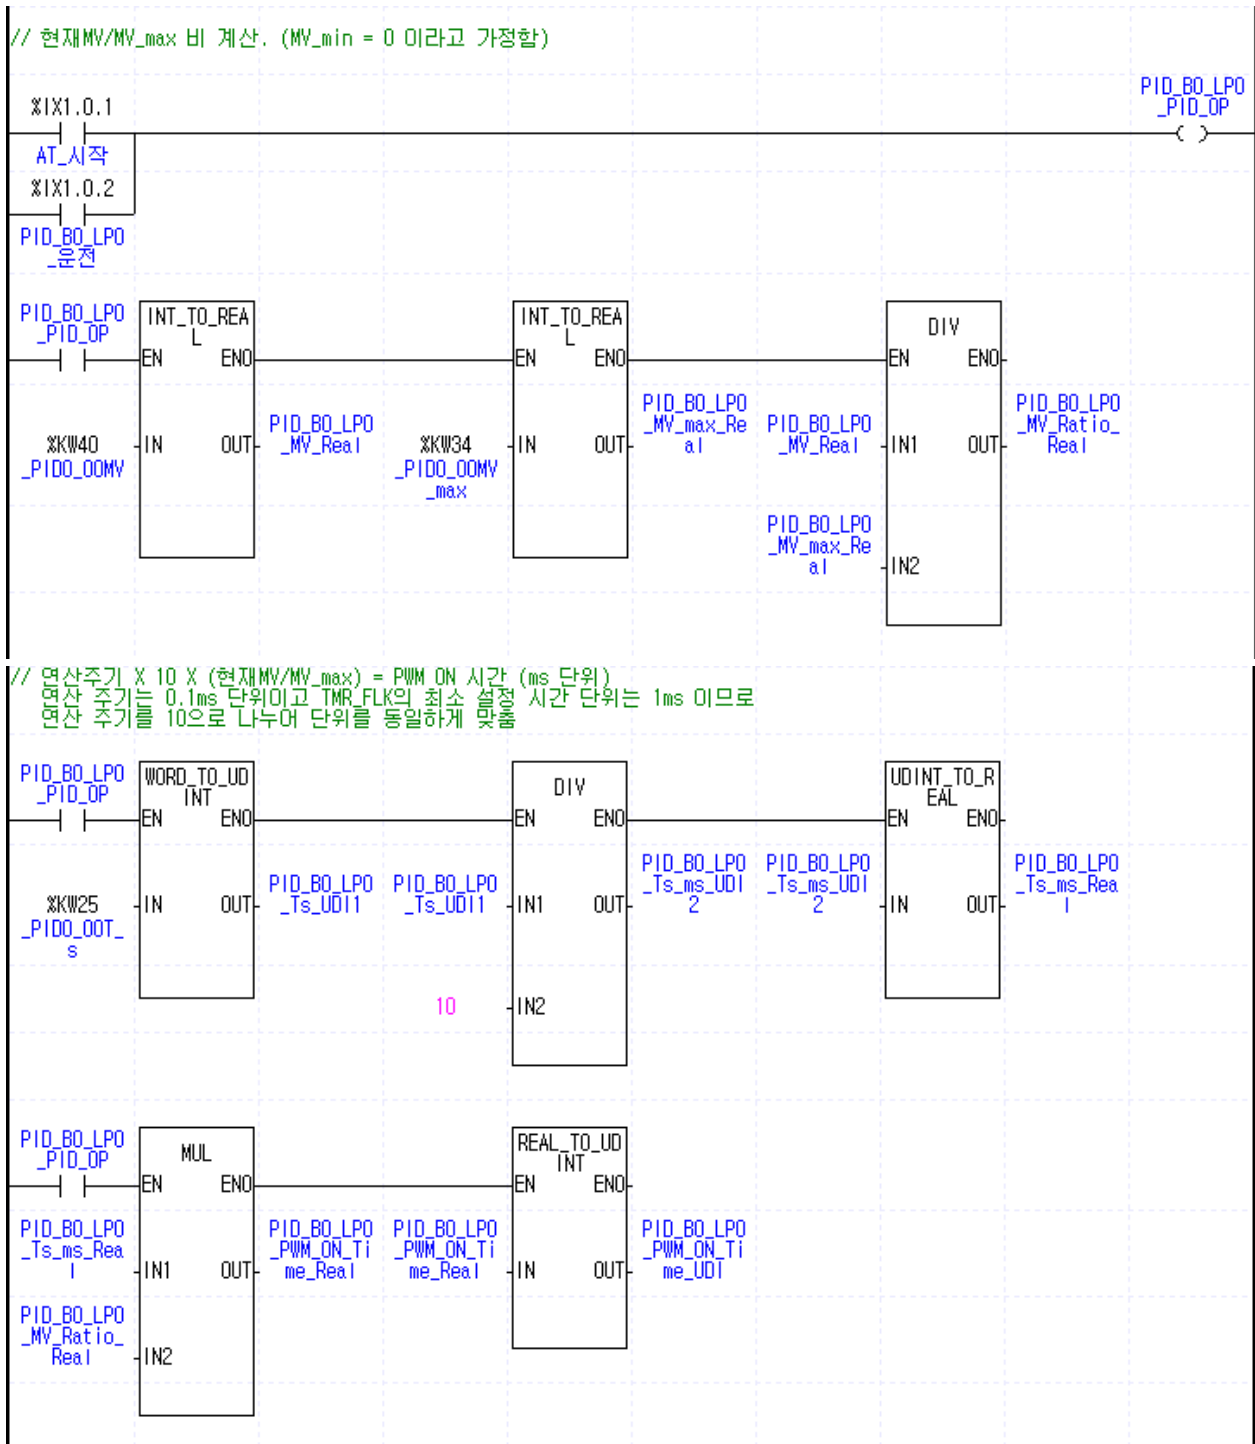 // 현재MV/MV_max 비 계산. (MV_min = 0 이라고 가정함)
%IX1.0.1
AT_시작
PID_B0_LP0
_PID_OP
%IX1.0.2
PID_B0_LP0
_운전
PID_B0_LP0
_PID_OP
INT_TO_REA
L
EN ENO
%KW40
_PID0_00MV
IN OUT
PID_B0_LP0
_MV_Real
INT_TO_REA
L
EN ENO
%KW34
_PID0_00MV
_max
IN OUT
PID_B0_LP0
_MV_max_Re
al
DIV
EN ENO
PID_B0_LP0
_MV_Real
IN1 OUT
PID_B0_LP0
_MV_Ratio_
Real
PID_B0_LP0
_MV_max_Re
al
IN2
// 연산주기 X 10 X (현재MV/MV_max) = PWM ON 시간 (ms 단위)
연산 주기는 0.1ms 단위이고 TMR_FLK의 최소 설정 시간 단위는 1ms 이므로
연산 주기를 10으로 나누어 단위를 동일하게 맞춤
PID_B0_LP0
_PID_OP
WORD_TO_UD
INT
EN ENO
%KW25
_PID0_00T_
s
IN OUT
PID_B0_LP0
_Ts_UDI1
DIV
EN ENO
PID_B0_LP0
_Ts_UDI1
IN1 OUT
PID_B0_LP0
_Ts_ms_UDI
2
10
IN2
UDINT_TO_R
EAL
EN ENO
PID_B0_LP0
_Ts_ms_UDI
2
IN OUT
PID_B0_LP0
_Ts_ms_Rea
l
PID_B0_LP0
_PID_OP
MUL
EN ENO
PID_B0_LP0
_Ts_ms_Rea
l
IN1 OUT
PID_B0_LP0
_PWM_ON_Ti
me_Real
PID_B0_LP0
_MV_Ratio_
Real
IN2
REAL_TO_UD
INT
EN ENO
PID_B0_LP0
_PWM_ON_Ti
me_Real
IN OUT
PID_B0_LP0
_PWM_ON_Ti
me_UDI